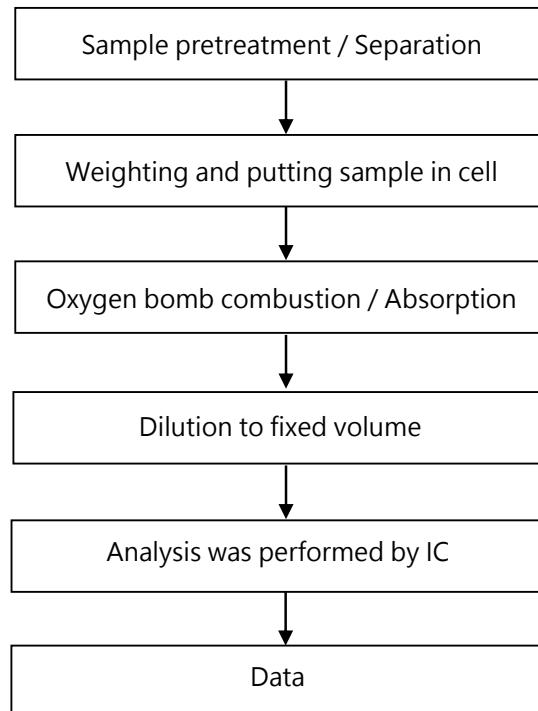 Sample pretreatment / Separation
Weighting and putting sample in cell
Oxygen bomb combustion / Absorption
Dilution to fixed volume
Analysis was performed by IC
Data